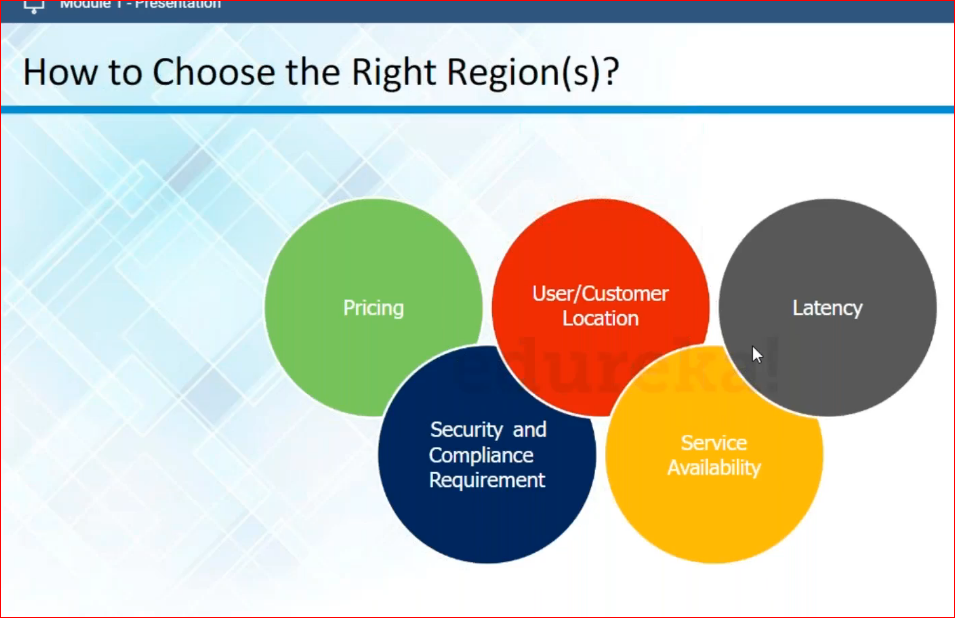 Module 1 - Presentation
How to Choose the Right Region(s)?
Pricing
User/Customer
Location
Latency
Security and
Compliance
Requirement
Service
Availability
edureka!